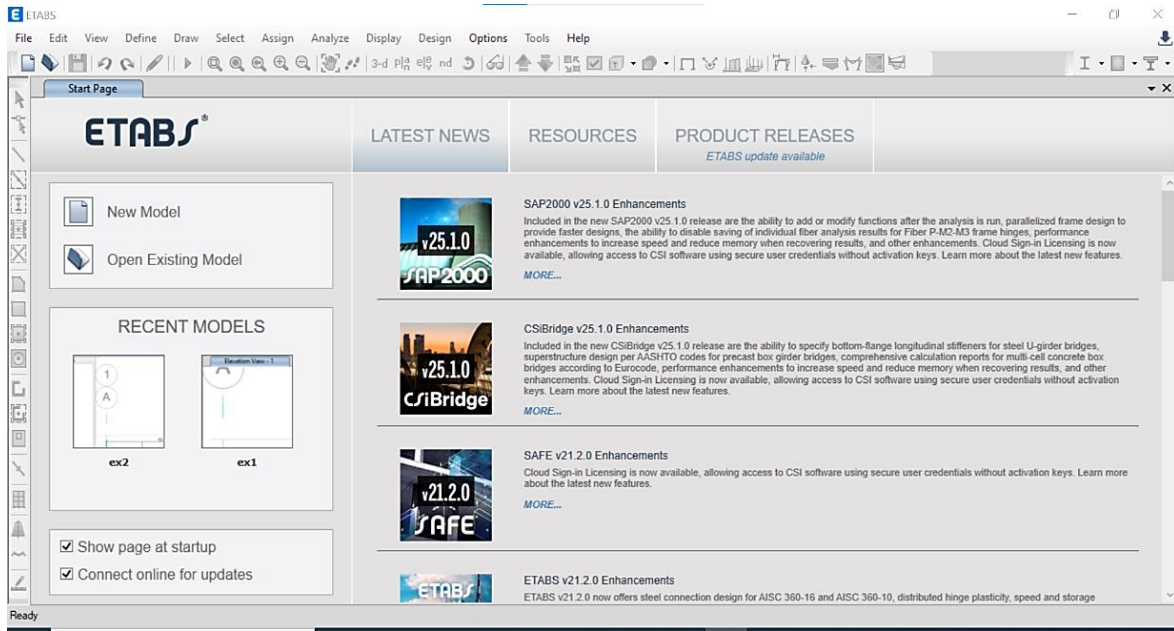 ETABS
File Edit View Define Draw Select Assign Analyze Display Design Options Tools Help
3-d nd
Start Page
ETABS®
LATEST NEWS
RESOURCES
PRODUCT RELEASES
ETABS update available
New Model
Open Existing Model
RECENT MODELS
1
A
ex2
Elevation View - 1
ex1
Show page at startup
Connect online for updates
v25.1.0
SAP2000
SAP2000 v25.1.0 Enhancements
Included in the new SAP2000 v25.1.0 release are the ability to add or modify functions after the analysis is run, parallelized frame design to
provide faster designs, the ability to disable saving of individual fiber analysis results for Fiber P-M2-M3 frame hinges, performance
enhancements to increase speed and reduce memory when recovering results, and other enhancements. Cloud Sign-in Licensing is now
available, allowing access to CSI software using secure user credentials without activation keys. Learn more about the latest new features.
MORE...
v25.1.0
CSiBridge
CSiBridge v25.1.0 Enhancements
Included in the new CSiBridge v25.1.0 release are the ability to specify bottom-flange longitudinal stiffeners for steel U-girder bridges,
superstructure design per AASHTO codes for precast box girder bridges, comprehensive calculation reports for multi-cell concrete box
bridges according to Eurocode, performance enhancements to increase speed and reduce memory when recovering results, and other
enhancements. Cloud Sign-in Licensing is now available, allowing access to CSI software using secure user credentials without activation
keys. Learn more about the latest new features.
MORE...
v21.2.0
SAFE
SAFE v21.2.0 Enhancements
Cloud Sign-in Licensing is now available, allowing access to CSI software using secure user credentials without activation keys. Learn more
about the latest new features.
MORE...
ETABS
ETABS v21.2.0 Enhancements
ETABS v21.2.0 now offers steel connection design for AISC 360-16 and AISC 360-10, distributed hinge plasticity, speed and storage
Ready